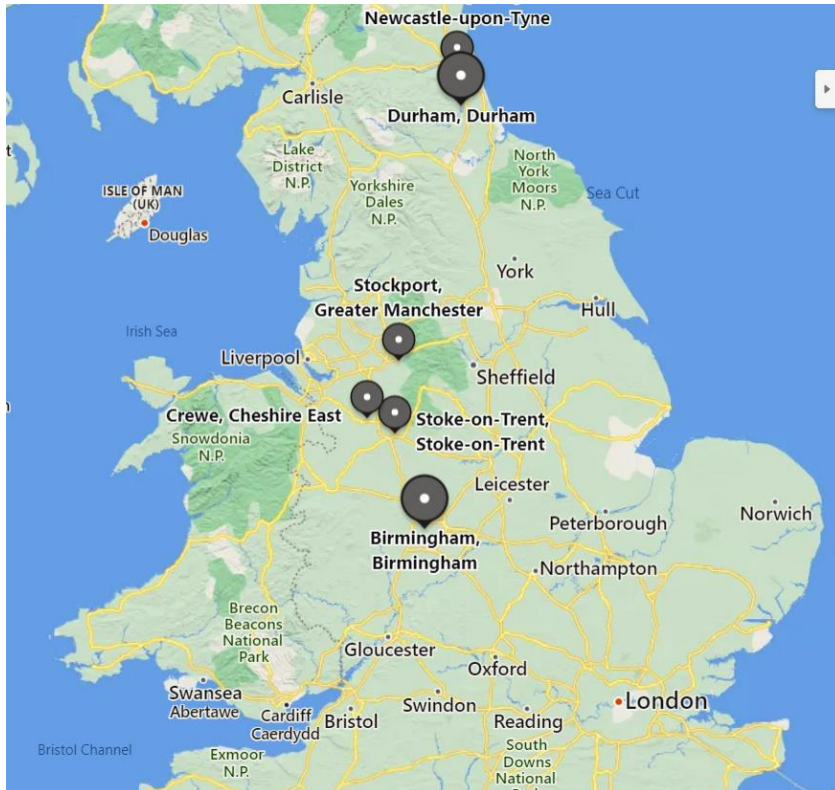 Newcastle-upon-Tyne
Carlisle
Durham, Durham
Lake
District
N.P.
Yorkshire
Dales
N.P.
North
York
Moors
N.P.
Sea Cut
ISLE OF MAN
(UK)
Douglas
York
Stockport,
Greater Manchester
Hull
Irish Sea
Liverpool
Sheffield
Crewe, Cheshire East
Stoke-on-Trent,
Stoke-on-Trent
Snowdonia
N.P.
Leicester
Peterborough
Norwich
Birmingham,
Birmingham
Northampton
Brecon
Beacons
National
Park
Gloucester
Oxford
Swansea
Abertawe
Cardiff
Caerdydd
Bristol
Swindon
Reading
London
Bristol Channel
Exmoor
N.P.
South
Downs
National